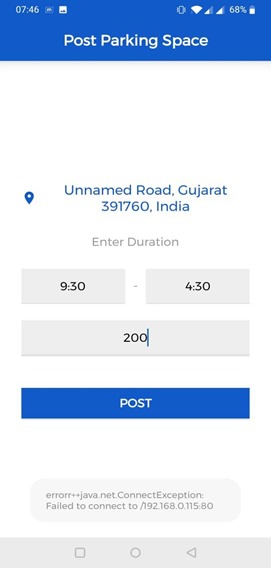 07:46 68%
Post Parking Space
Unnamed Road, Gujarat
391760, India
Enter Duration
9:30 - 4:30
200
POST
errorr++java.net.ConnectException:
Failed to connect to /192.168.0.115:80